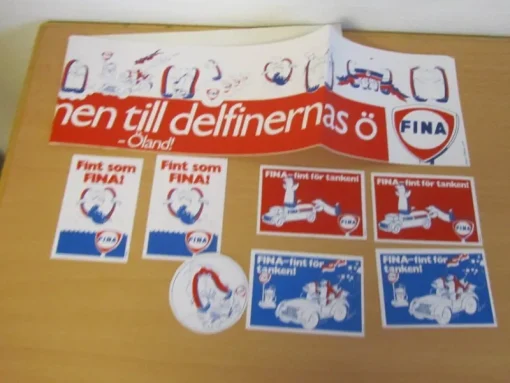 nen till delfinernas ö
- Öland!
FINA
Fint som
FINA!
FINA
Fint som
FINA!
FINA
FINA-fint för tanken!
FINA
FINA-fint för tanken!
FINA
FINA-fint för
tanken!
FINA-fint för
tanken!